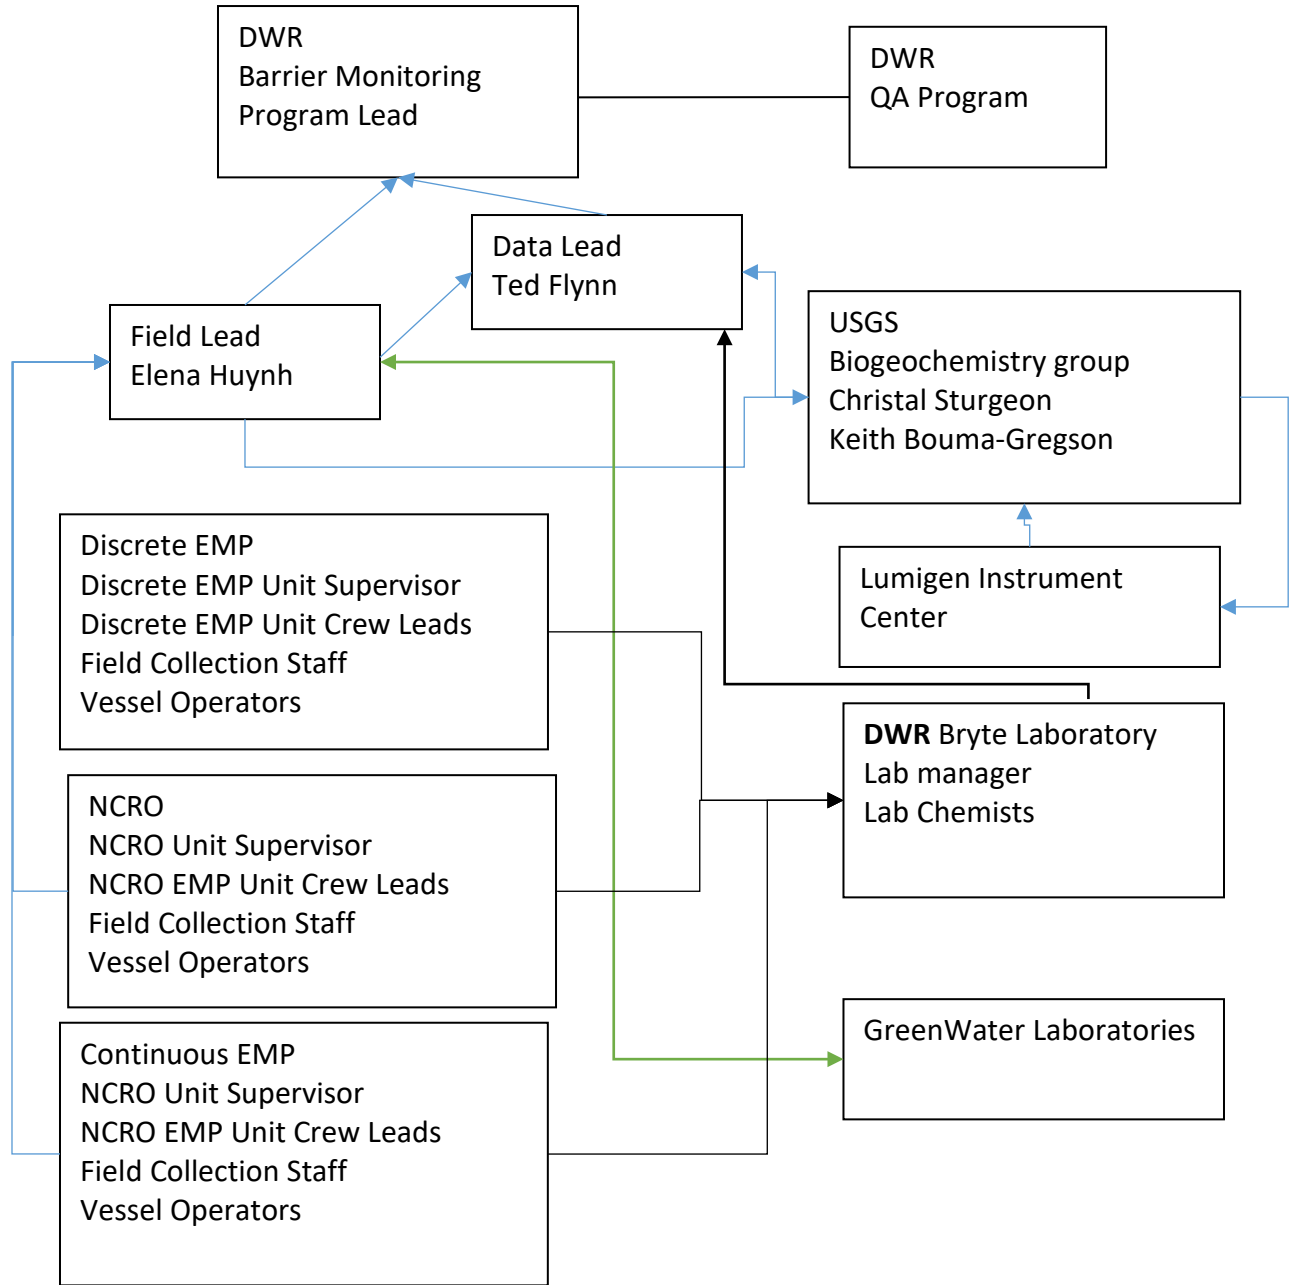 DWR
Barrier Monitoring
Program Lead
DWR
QA Program
Data Lead
Ted Flynn
Field Lead
Elena Huynh
USGS
Biogeochemistry group
Christal Sturgeon
Keith Bouma-Gregson
Discrete EMP
Discrete EMP Unit Supervisor
Discrete EMP Unit Crew Leads
Field Collection Staff
Vessel Operators
Lumigen Instrument
Center
DWR Bryte Laboratory
Lab manager
Lab Chemists
NCRO
NCRO Unit Supervisor
NCRO EMP Unit Crew Leads
Field Collection Staff
Vessel Operators
GreenWater Laboratories
Continuous EMP
NCRO Unit Supervisor
NCRO EMP Unit Crew Leads
Field Collection Staff
Vessel Operators